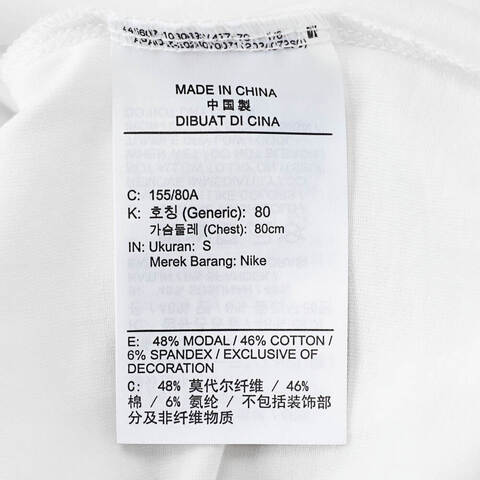 MADE IN CHINA
中国製
DIBUAT DI CINA
C: 155/80A
K: 호칭 (Generic): 80
가슴둘레 (Chest): 80cm
IN: Ukuran: S
Merek Barang: Nike
E: 48% MODAL / 46% COTTON /
6% SPANDEX / EXCLUSIVE OF
DECORATION
C: 48% 莫代尔纤维 / 46%
棉 / 6% 氨纶 / 不包括装饰部
分及非纤维物质